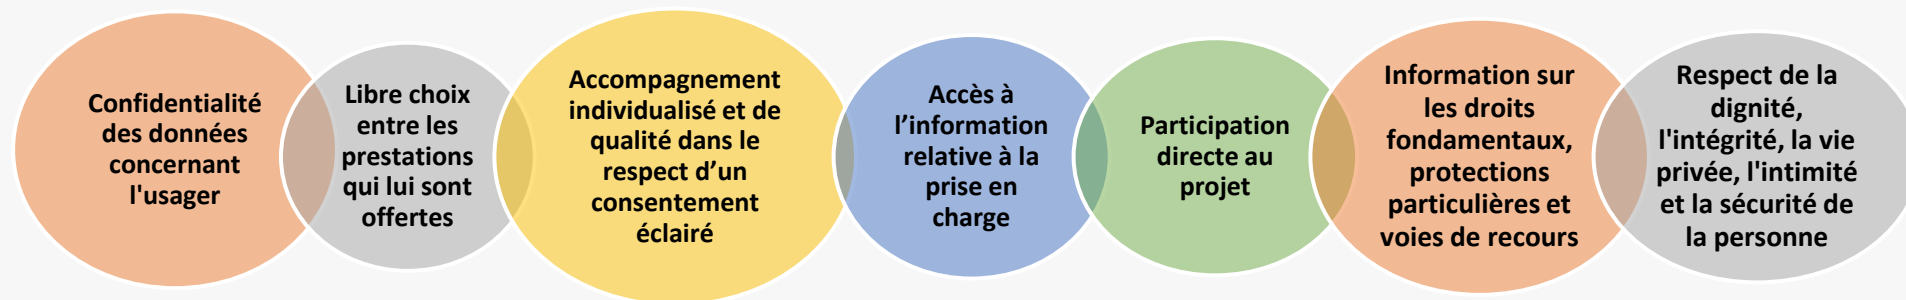 Confidentialité
des données
concernant
l'usager
Libre choix
entre les
prestations
qui lui sont
offertes
Accompagnement
individualisé et de
qualité dans le
respect d’un
consentement
éclairé
Accès à
l’information
relative à la
prise en
charge
Participation
directe au
projet
Information sur
les droits
fondamentaux,
protections
particulières et
voies de recours
Respect de la
dignité,
l'intégrité, la vie
privée, l'intimité
et la sécurité de
la personne